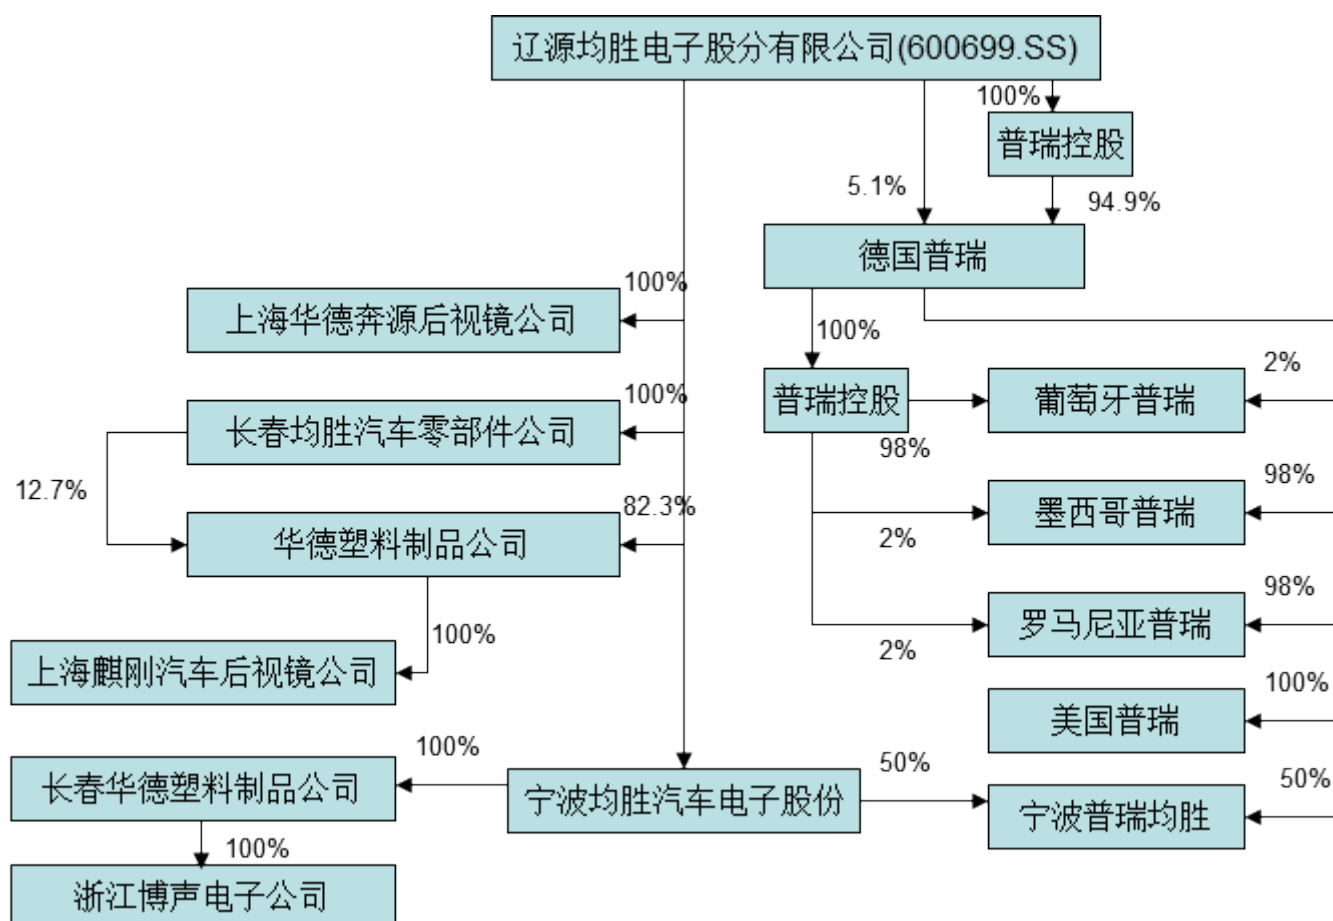 辽源均胜电子股分有限公司(600699.SS)
100%
普瑞控股
5.1%
94.9%
德国普瑞
100%
上海华德奔源后视镜公司
100%
2%
普瑞控股
葡萄牙普瑞
100%
长春均胜汽车零部件公司
98%
98%
12.7%
82.3%
墨西哥普瑞
华德塑料制品公司
2%
98%
罗马尼亚普瑞
100%
2%
上海麒刚汽车后视镜公司
100%
美国普瑞
100%
50%
50%
长春华德塑料制品公司
宁波均胜汽车电子股份
宁波普瑞均胜
100%
浙江博声电子公司